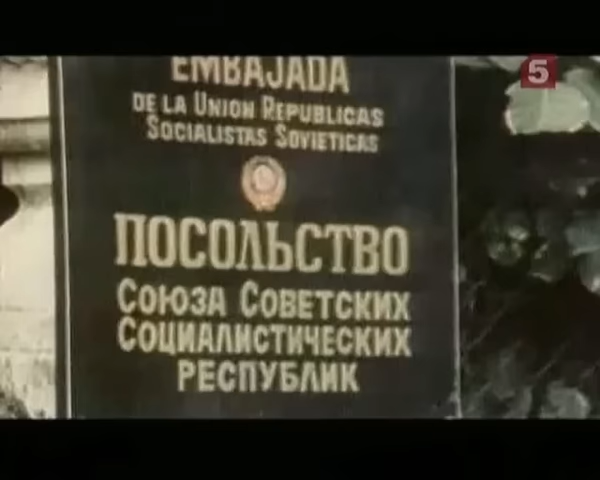 EMBAJADA
DE LA UNION REPUBLICAS
SOCIALISTAS SOVIETICAS
ПОСОЛЬСТВО
СОЮЗА СОВЕТСКИХ
СОЦИАЛИСТИЧЕСКИХ
РЕСПУБЛИК
5